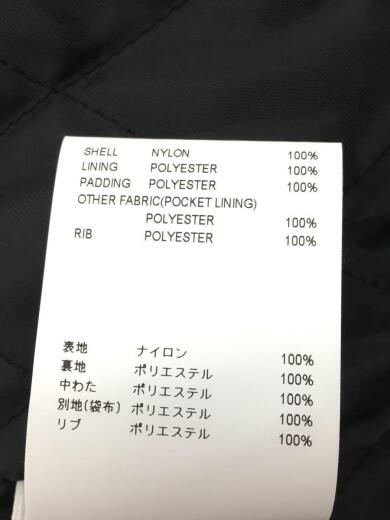 SHELL NYLON 100%
LINING POLYESTER 100%
PADDING POLYESTER 100%
OTHER FABRIC(POCKET LINING)
POLYESTER 100%
RIB POLYESTER 100%
表地 ナイロン 100%
裏地 ポリエステル 100%
中わた ポリエステル 100%
別地(袋布) ポリエステル 100%
リブ ポリエステル 100%